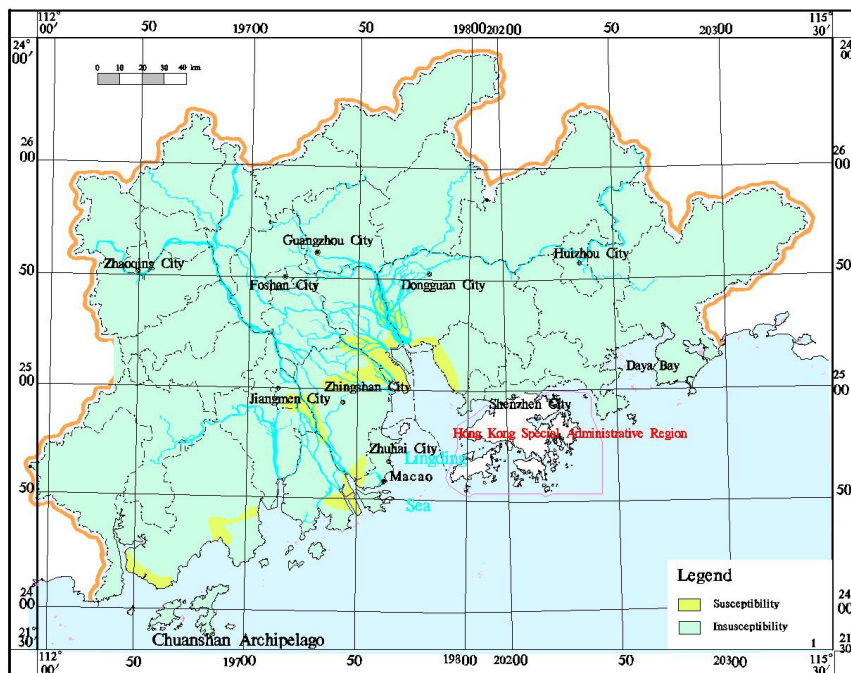 112° 00′
50
19700
50
19800
20200
50
20300
115° 30′
24° 00′
24° 00′
0 10 20 30 40 km
26 00
26 00
Guangzhou City
Zhaoqing City
Huizhou City
50
Foshan City
Dongguan City
50
Daya Bay
25 00
Zhingshan City
25 00
Jiangmen City
Shenzhen City
Hong Kong Special Administrative Region
Zhuhai City
Lingding
Macao
50
Sea
50
Legend
24 00
Susceptibility
24 00
Insusceptibility
21° 30′
Chuanshan Archipelago
1
21° 30′
112° 00′
50
19700
50
19800
20200
50
20300
115° 30′